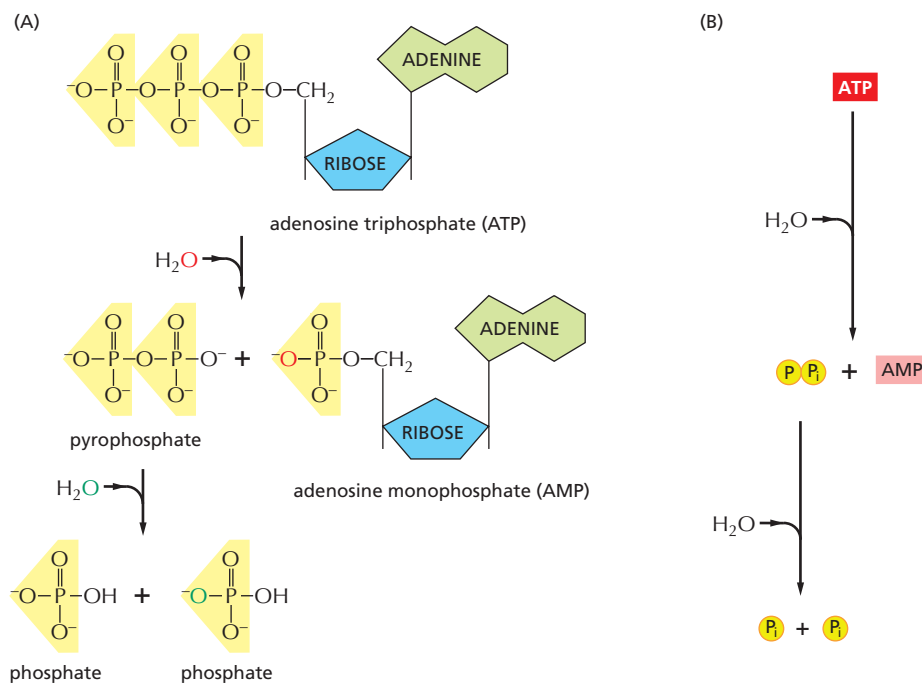 (A)
O O O
|| || ||
⁻O–P–O–P–O–P–O–CH₂
O⁻ O⁻ O⁻
ADENINE
RIBOSE
adenosine triphosphate (ATP)
H₂O
O O
|| ||
⁻O–P–O–P–O⁻
O⁻ O⁻
pyrophosphate
+
O
||
⁻O–P–O–CH₂
O⁻
ADENINE
RIBOSE
adenosine monophosphate (AMP)
H₂O
O
||
⁻O–P–OH
O⁻
phosphate
+
O
||
⁻O–P–OH
O⁻
phosphate
(B)
ATP
H₂O
P Pᵢ + AMP
H₂O
Pᵢ + Pᵢ